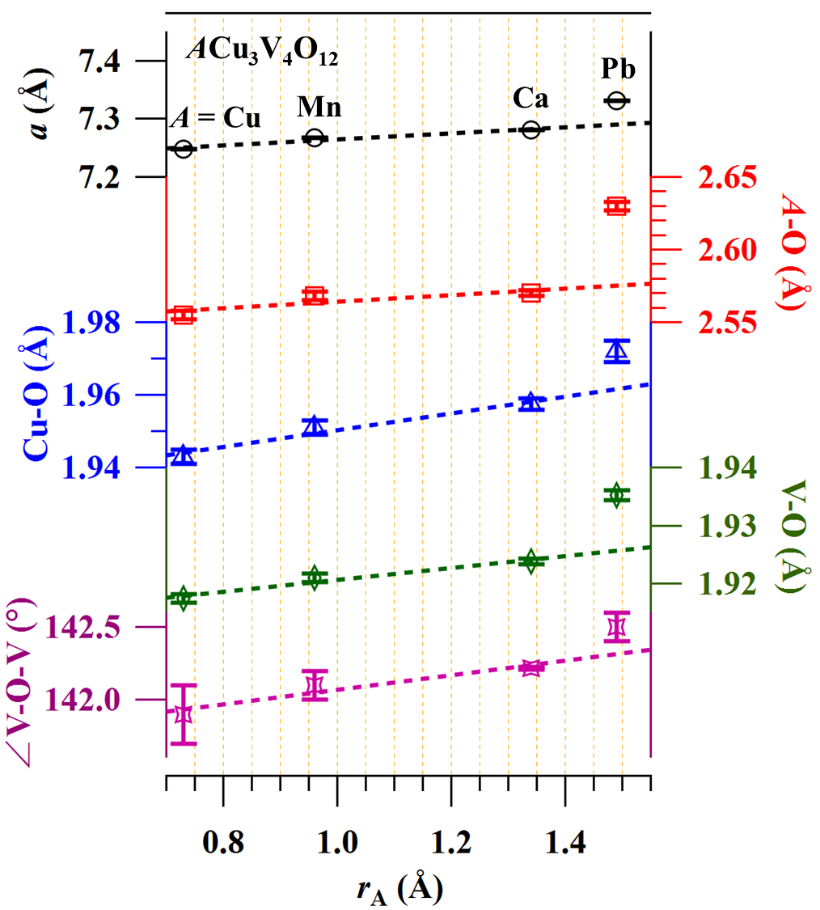 ACu₃V₄O₁₂
7.4
7.3
7.2
a (Å)
A = Cu
Mn
Ca
Pb
2.65
2.60
2.55
A-O (Å)
1.98
1.96
1.94
Cu-O (Å)
1.94
1.93
1.92
V-O (Å)
142.5
142.0
∠V-O-V (°)
0.8 1.0 1.2 1.4
r_A (Å)